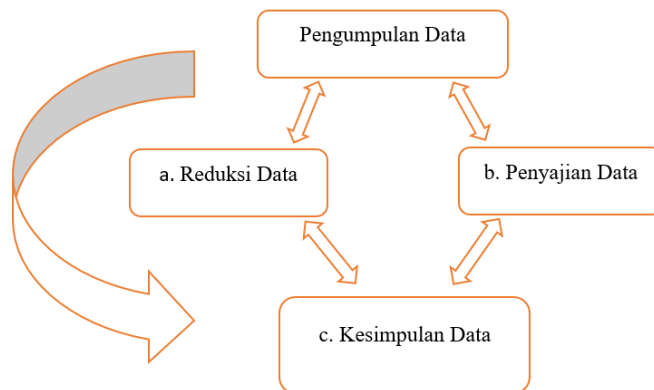 Pengumpulan Data
a. Reduksi Data
b. Penyajian Data
c. Kesimpulan Data